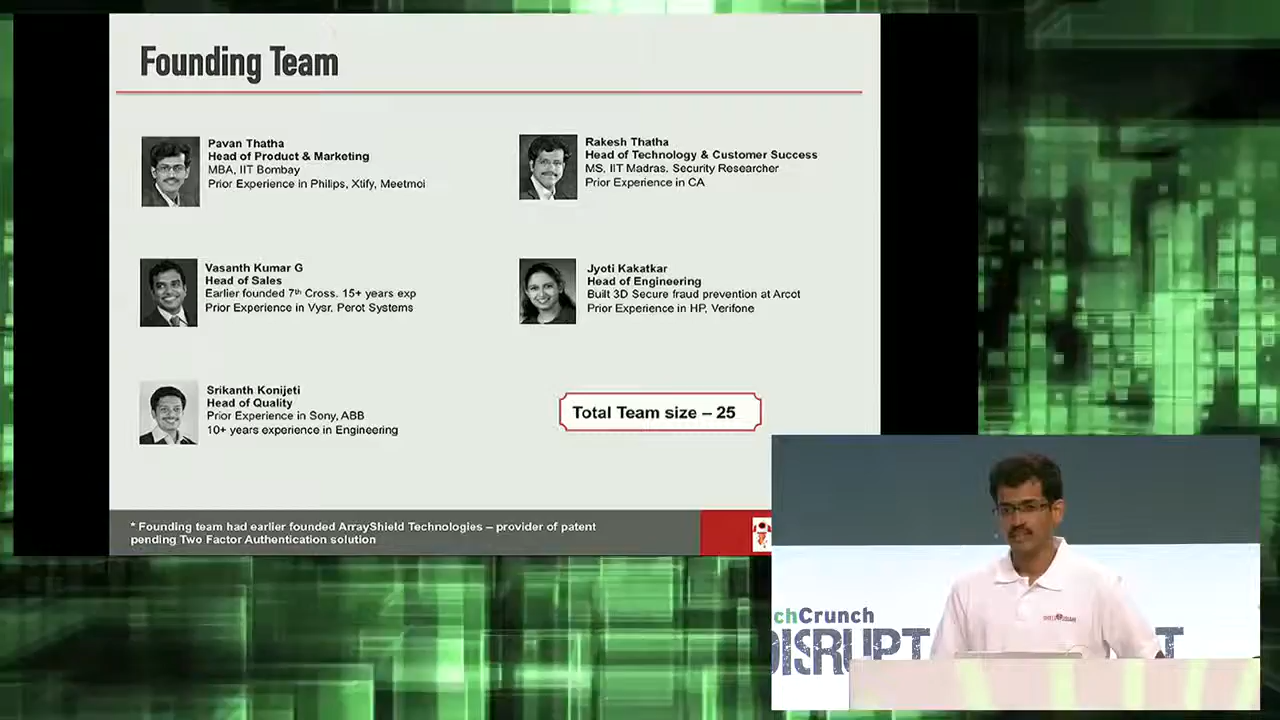 Founding Team
Pavan Thatha
Head of Product & Marketing
MBA, IIT Bombay
Prior Experience in Philips, Xtify, Meetmoi
Rakesh Thatha
Head of Technology & Customer Success
MS, IIT Madras. Security Researcher
Prior Experience in CA
Vasanth Kumar G
Head of Sales
Earlier founded 7th Cross. 15+ years exp
Prior Experience in Vysr, Perot Systems
Jyoti Kakatkar
Head of Engineering
Built 3D Secure fraud prevention at Arcot
Prior Experience in HP, Verifone
Srikanth Konijeti
Head of Quality
Prior Experience in Sony, ABB
10+ years experience in Engineering
Total Team size – 25
* Founding team had earlier founded ArrayShield Technologies – provider of patent
pending Two Factor Authentication solution
chCrunch
DISRUPT T